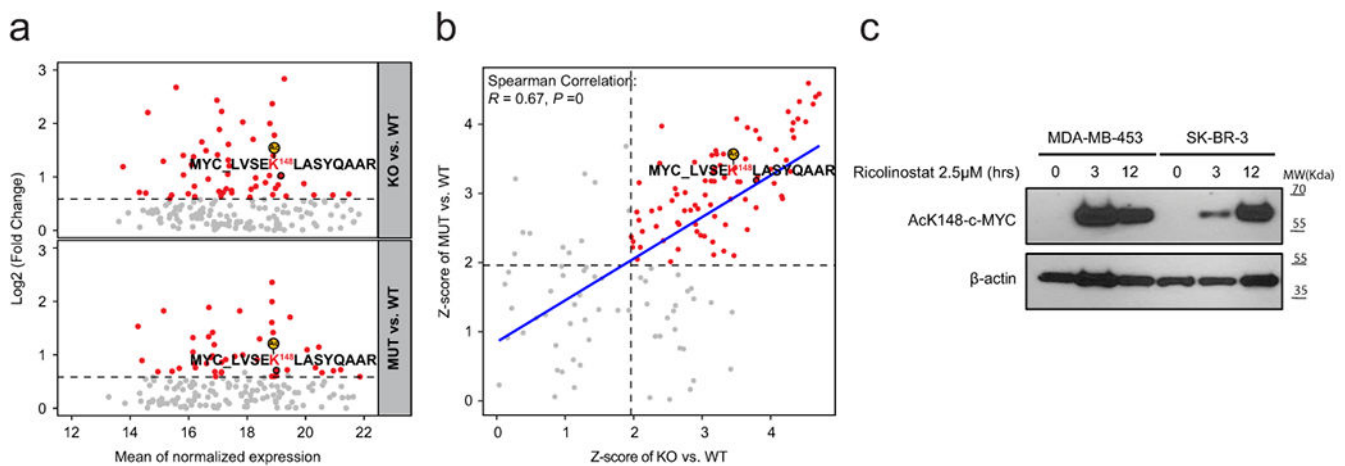 a
3
2
1
0
3
2
1
0
Log2 (Fold Change)
KO vs. WT
MUT vs. WT
Ac
MYC_LVSEK¹⁴⁸LASYQAAR
Ac
MYC_LVSEK¹⁴⁸LASYQAAR
12 14 16 18 20 22
Mean of normalized expression
b
Spearman Correlation:
R = 0.67, P =0
Ac
MYC_LVSEK¹⁴⁸LASYQAAR
4
3
2
1
0
Z-score of MUT vs. WT
0 1 2 3 4
Z-score of KO vs. WT
c
MDA-MB-453 SK-BR-3
Ricolinostat 2.5µM (hrs) 0 3 12 0 3 12 MW(Kda)
AcK148-c-MYC
70
55
β-actin
55
35